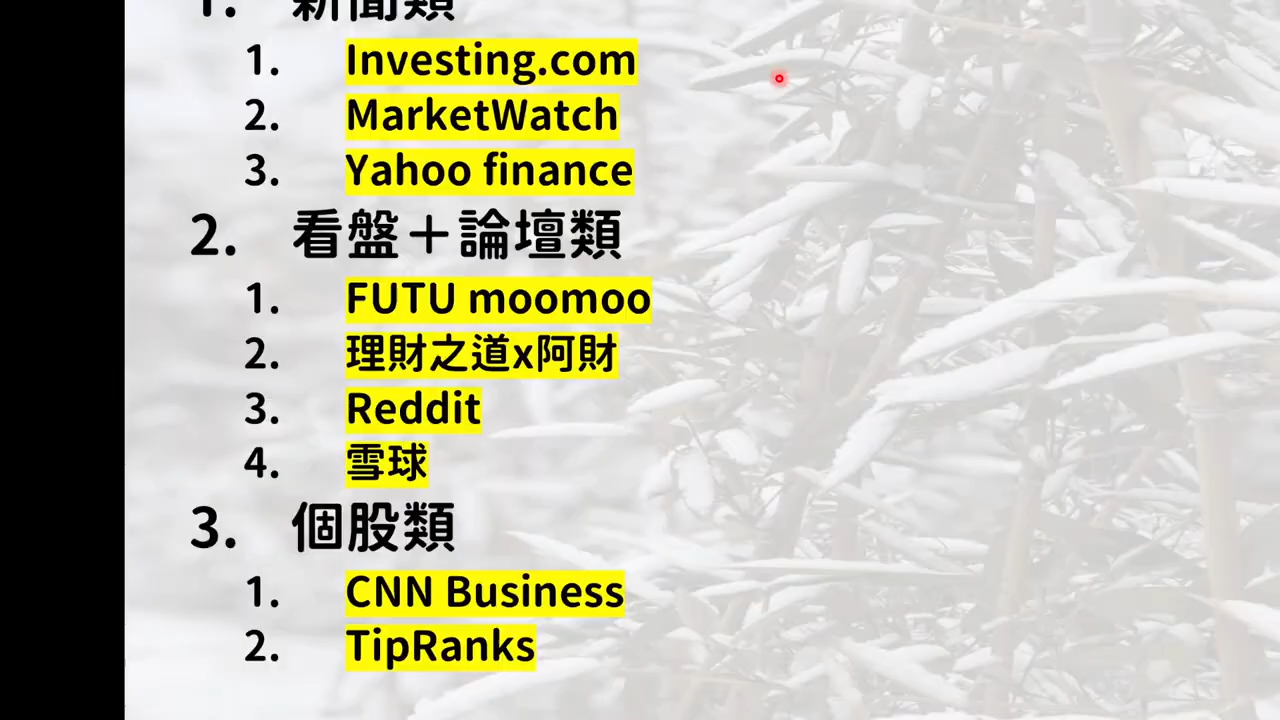 1. 新聞類
1. Investing.com
2. MarketWatch
3. Yahoo finance
2. 看盤＋論壇類
1. FUTU moomoo
2. 理財之道x阿財
3. Reddit
4. 雪球
3. 個股類
1. CNN Business
2. TipRanks